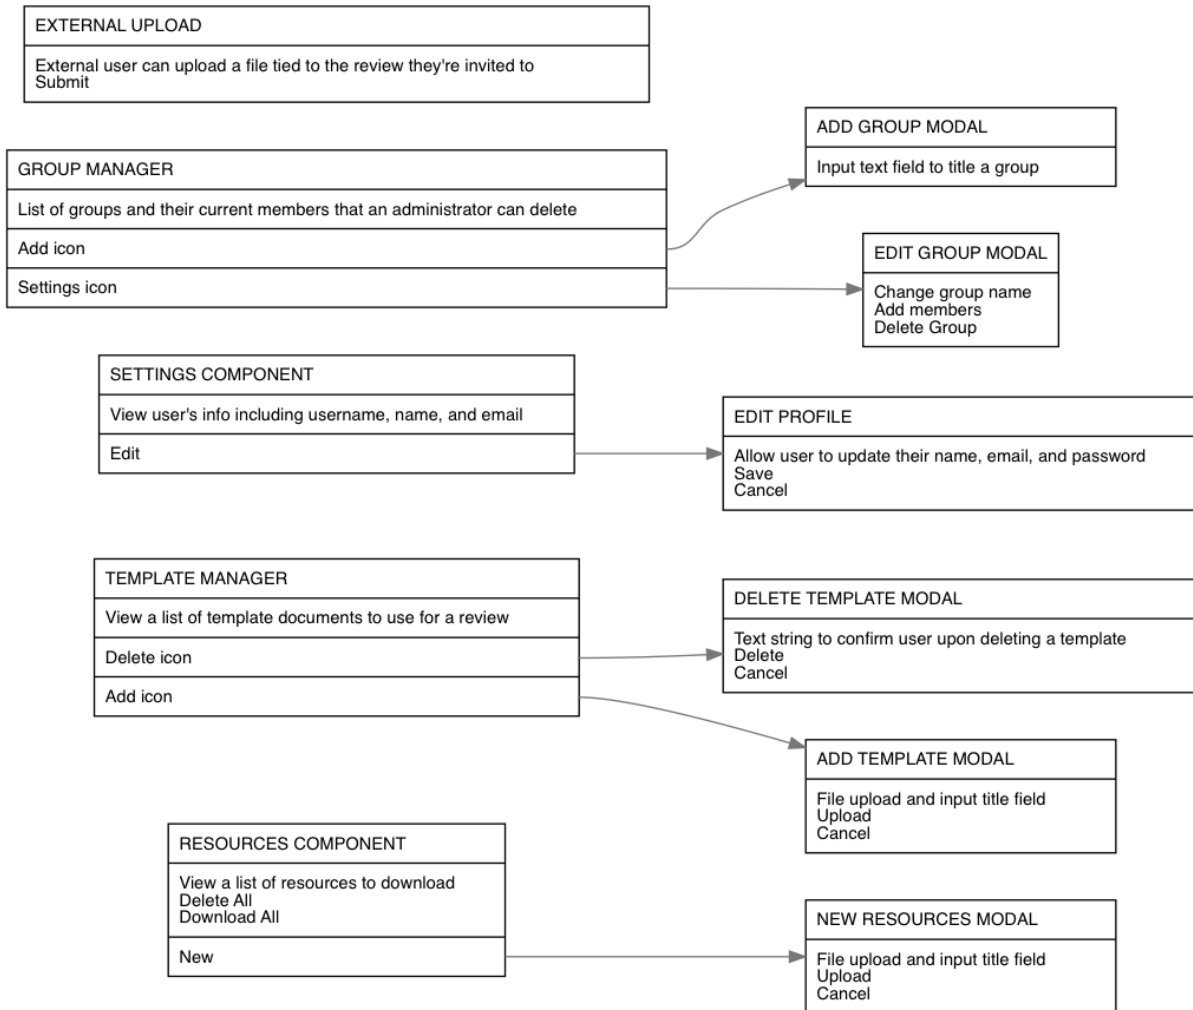 EXTERNAL UPLOAD
External user can upload a file tied to the review they're invited to
Submit
GROUP MANAGER
List of groups and their current members that an administrator can delete
Add icon
Settings icon
ADD GROUP MODAL
Input text field to title a group
EDIT GROUP MODAL
Change group name
Add members
Delete Group
SETTINGS COMPONENT
View user's info including username, name, and email
Edit
EDIT PROFILE
Allow user to update their name, email, and password
Save
Cancel
TEMPLATE MANAGER
View a list of template documents to use for a review
Delete icon
Add icon
DELETE TEMPLATE MODAL
Text string to confirm user upon deleting a template
Delete
Cancel
ADD TEMPLATE MODAL
File upload and input title field
Upload
Cancel
RESOURCES COMPONENT
View a list of resources to download
Delete All
Download All
New
NEW RESOURCES MODAL
File upload and input title field
Upload
Cancel